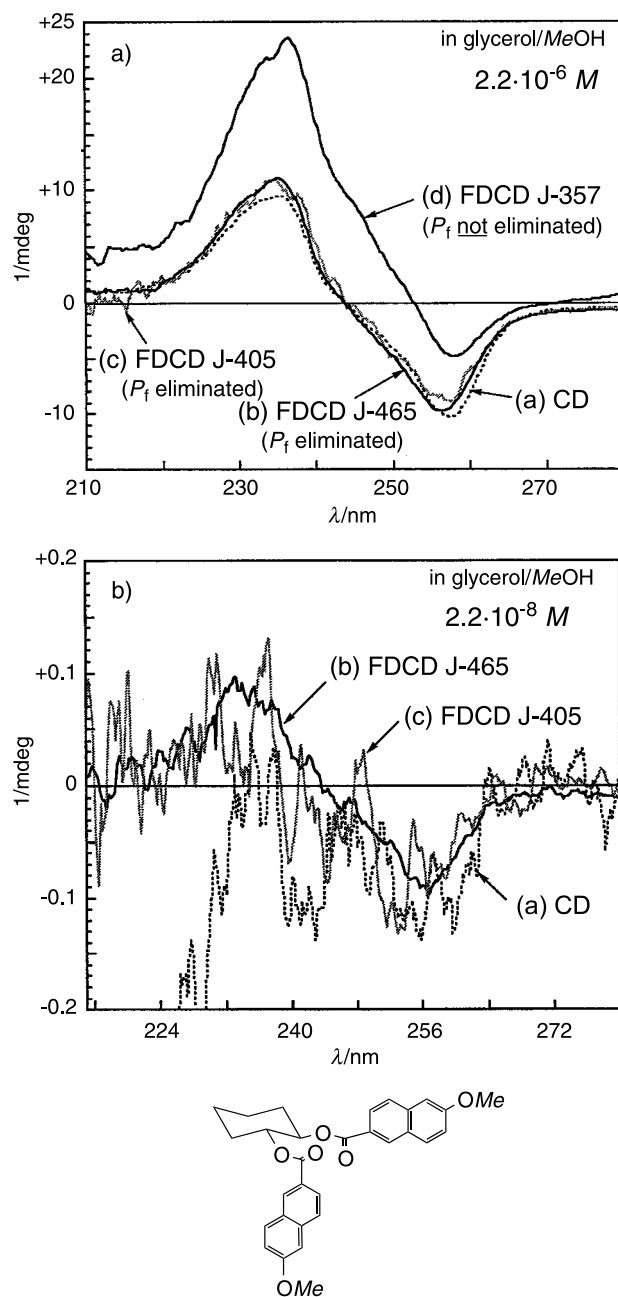 +25
a)
in glycerol/MeOH
2.2·10⁻⁶ M
+20
(d) FDCD J-357
(Pf not eliminated)
+10
1/mdeg
0
(c) FDCD J-405
(Pf eliminated)
(b) FDCD J-465
(Pf eliminated)
(a) CD
-10
210
230
250
270
λ/nm
+0.2
b)
in glycerol/MeOH
2.2·10⁻⁸ M
(b) FDCD J-465
+0.1
(c) FDCD J-405
1/mdeg
0
-0.1
(a) CD
-0.2
224
240
256
272
λ/nm
OMe
O
O
O
O
OMe